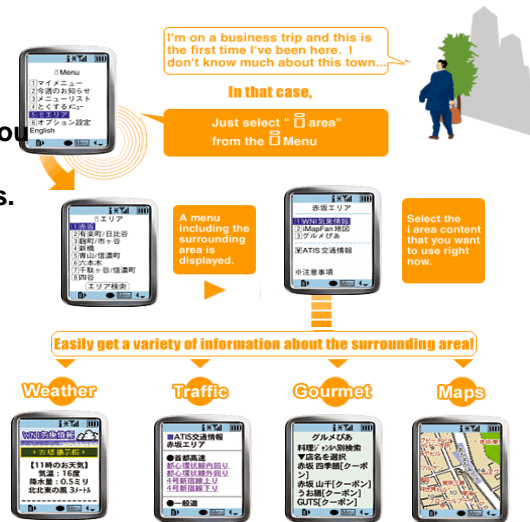 I'm on a business trip and this is
the first time I've been here. I
don't know much about this town...
In that case,
Just select " i area"
from the i Menu
ou
s.
i Menu
1マイメニュー
2今週のお知らせ
3メニューリスト
4とくするメニュー
5iエリア
6オプション設定
English
iエリア
1赤坂
2有楽町/日比谷
3麹町/市ヶ谷
4新橋
5青山/信濃町
6六本木
7千駄ヶ谷/信濃町
8四谷
エリア検索
A menu
including the
surrounding
area is
displayed.
赤坂エリア
1WNI気象情報
2iMapFan地図
3グルメぴあ
ATIS交通情報
※注意事項
Select the
i area content
that you want
to use right
now.
Easily get a variety of information about the surrounding area!
Weather
Traffic
Gourmet
Maps
WNI気象情報
【11時のお天気】
気温：16度
降水量：0.5ミリ
北北東の風 3メートル
■ATIS交通情報
赤坂エリア
●首都高速
都心環状線内回り
都心環状線外回り
4号新宿線上り
4号新宿線下り
●一般道
グルメぴあ
料理ジャンル別検索
▼店名を選択
赤坂 四季膳[クーポ
ン]
赤坂 山千[クーポン]
うお膳[クーポン]
GUTS[クーポン]